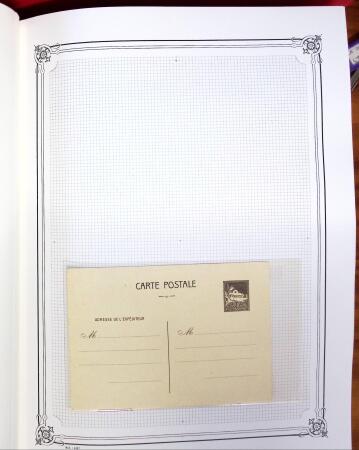 CARTE POSTALE
ADRESSE DE L'EXPÉDITEUR
M
M